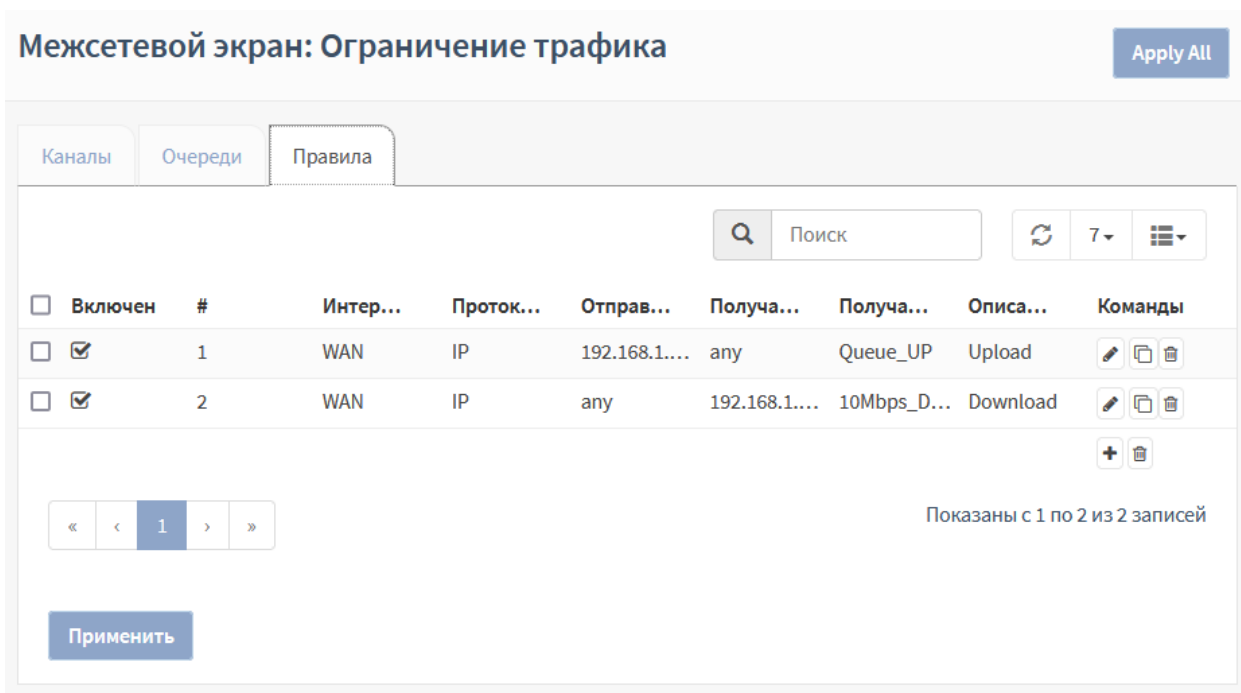 Межсетевой экран: Ограничение трафика
Apply All
Каналы Очереди Правила
Поиск 7
Включен # Интер... Проток... Отправ... Получа... Получа... Описа... Команды
1 WAN IP 192.168.1.... any Queue_UP Upload
2 WAN IP any 192.168.1.... 10Mbps_D... Download
« ‹ 1 › »
Показаны с 1 по 2 из 2 записей
Применить